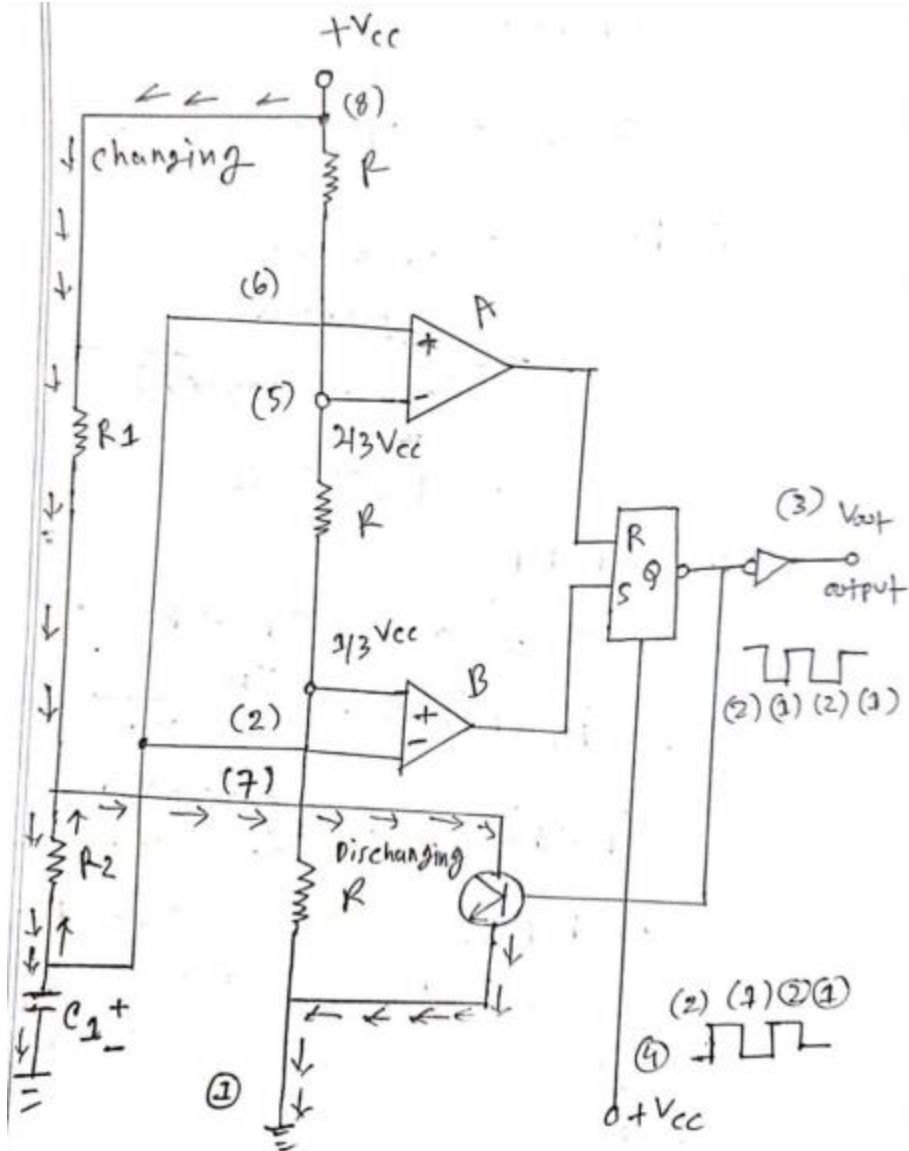 +Vcc
(8)
Changing
R
(6)
A
+
-
(5)
R1
2/3 Vcc
R
(3) Vout
R
Q
S
output
1/3 Vcc
B
+
-
(2)
(2) (1) (2) (1)
(7)
R2
Dischanging
R
C1 +
-
(2) (1) (2) (1)
(4)
(1)
+Vcc